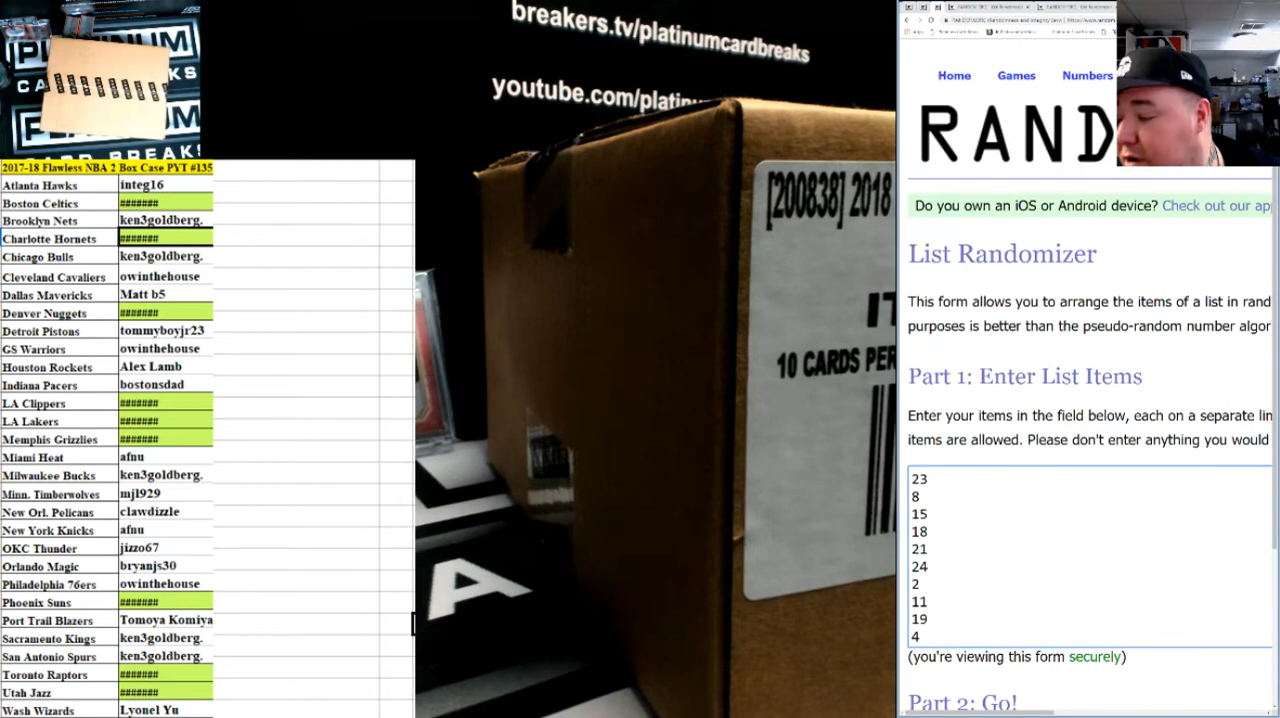 PLATINUM
CARD BREAKS
breakers.tv/platinumcardbreaks
youtube.com/platinu
[200838] 2018
10 CARDS PER
A
2017-18 Flawless NBA 2 Box Case PYT #135
Atlanta Hawks integ16
Boston Celtics #######
Brooklyn Nets ken3goldberg.
Charlotte Hornets #######
Chicago Bulls ken3goldberg.
Cleveland Cavaliers owinthehouse
Dallas Mavericks Matt b5
Denver Nuggets #######
Detroit Pistons tommyboyjr23
GS Warriors owinthehouse
Houston Rockets Alex Lamb
Indiana Pacers bostonsdad
LA Clippers #######
LA Lakers #######
Memphis Grizzlies #######
Miami Heat afnu
Milwaukee Bucks ken3goldberg.
Minn. Timberwolves mjl929
New Orl. Pelicans clawdizzle
New York Knicks afnu
OKC Thunder jizzo67
Orlando Magic bryanjs30
Philadelphia 76ers owinthehouse
Phoenix Suns #######
Port Trail Blazers Tomoya Komiya
Sacramento Kings ken3goldberg.
San Antonio Spurs ken3goldberg.
Toronto Raptors #######
Utah Jazz #######
Wash Wizards Lyonel Yu
Home Games Numbers
RAND
Do you own an iOS or Android device? Check out our ap
List Randomizer
This form allows you to arrange the items of a list in rand
purposes is better than the pseudo-random number algor
Part 1: Enter List Items
Enter your items in the field below, each on a separate lin
items are allowed. Please don't enter anything you would
23
8
15
18
21
24
2
11
19
4
(you're viewing this form securely)
Part 2: Go!